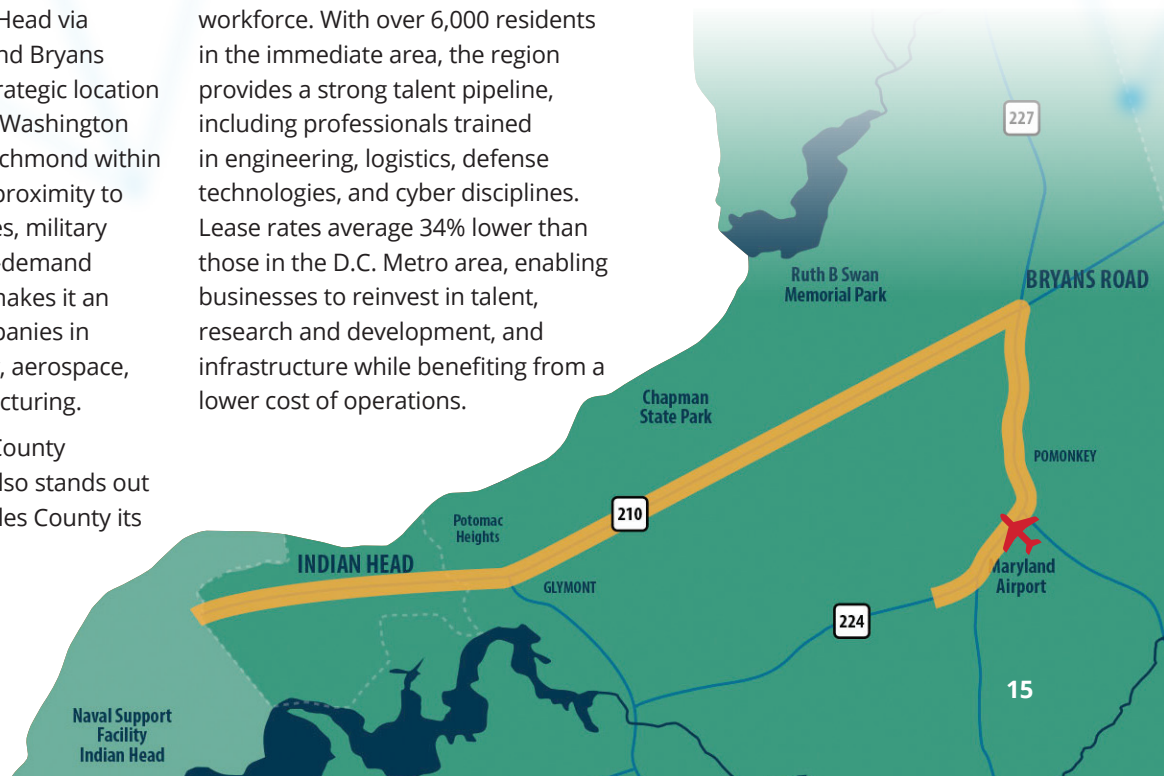 Head via
nd Bryans
rategic location
Washington
chmond within
proximity to
es, military
demand
makes it an
panies in
, aerospace,
cturing.
County
lso stands out
les County its
workforce. With over 6,000 residents
in the immediate area, the region
provides a strong talent pipeline,
including professionals trained
in engineering, logistics, defense
technologies, and cyber disciplines.
Lease rates average 34% lower than
those in the D.C. Metro area, enabling
businesses to reinvest in talent,
research and development, and
infrastructure while benefiting from a
lower cost of operations.
227
Ruth B Swan
Memorial Park
BRYANS ROAD
Chapman
State Park
POMONKEY
210
Potomac
Heights
INDIAN HEAD
GLYMONT
Maryland
Airport
224
15
Naval Support
Facility
Indian Head